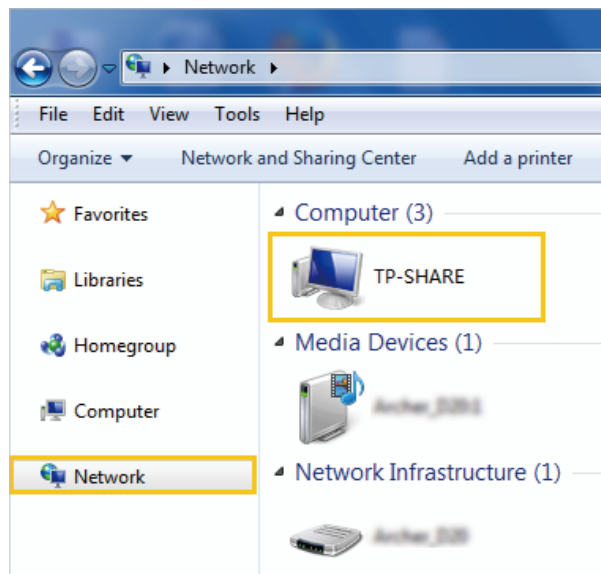 Network
File Edit View Tools Help
Organize Network and Sharing Center Add a printer
Favorites
Libraries
Homegroup
Computer
Network
Computer (3)
TP-SHARE
Media Devices (1)
Network Infrastructure (1)